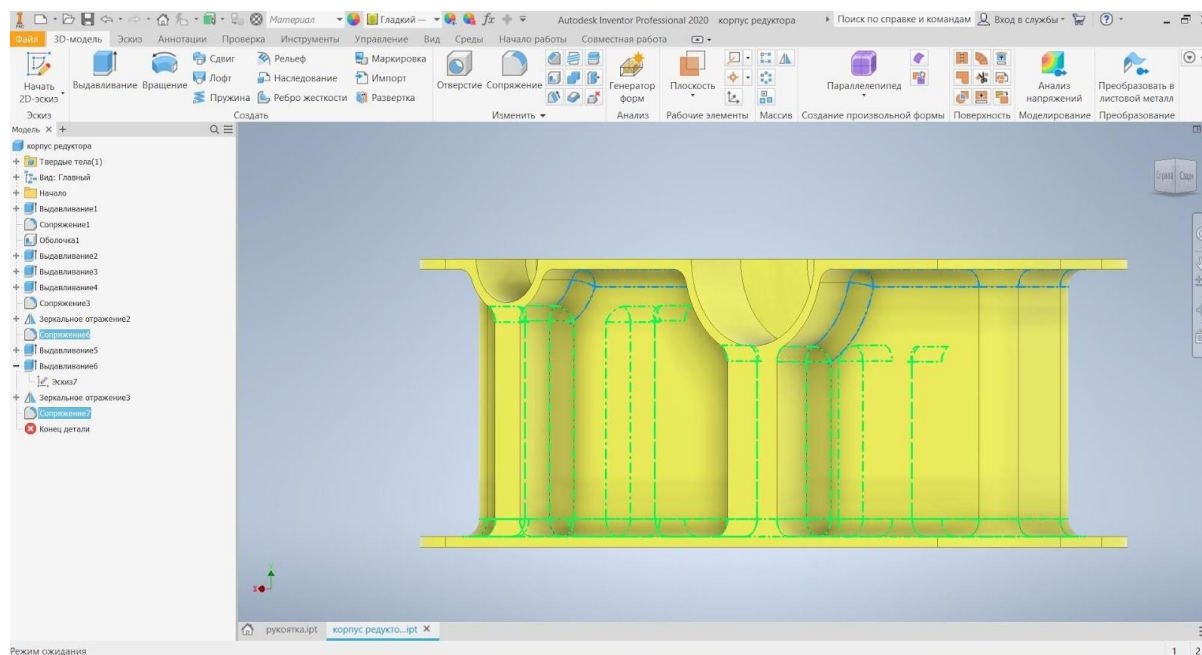 Материал
Гладкий —
Autodesk Inventor Professional 2020 корпус редуктора
Поиск по справке и командам
Вход в службы
Файл 3D-модель Эскиз Аннотации Проверка Инструменты Управление Вид Среды Начало работы Совместная работа
Начать
2D-эскиз
Выдавливание Вращение
Сдвиг
Лофт
Пружина
Рельеф
Наследование
Ребро жесткости
Маркировка
Импорт
Развертка
Отверстие Сопряжение
Генератор
форм
Плоскость
Параллелепипед
Анализ
напряжений
Преобразовать в
листовой металл
Эскиз Создать Изменить Анализ Рабочие элементы Массив Создание произвольной формы Поверхность Моделирование Преобразование
Модель × +
корпус редуктора
Твердые тела(1)
Вид: Главный
Начало
Выдавливание1
Сопряжение1
Оболочка1
Выдавливание2
Выдавливание3
Выдавливание4
Сопряжение3
Зеркальное отражение2
Сопряжение6
Выдавливание5
Выдавливание6
Эскиз7
Зеркальное отражение3
Сопряжение7
Конец детали
рукоятка.ipt корпус редукто...ipt ×
Режим ожидания 1 2